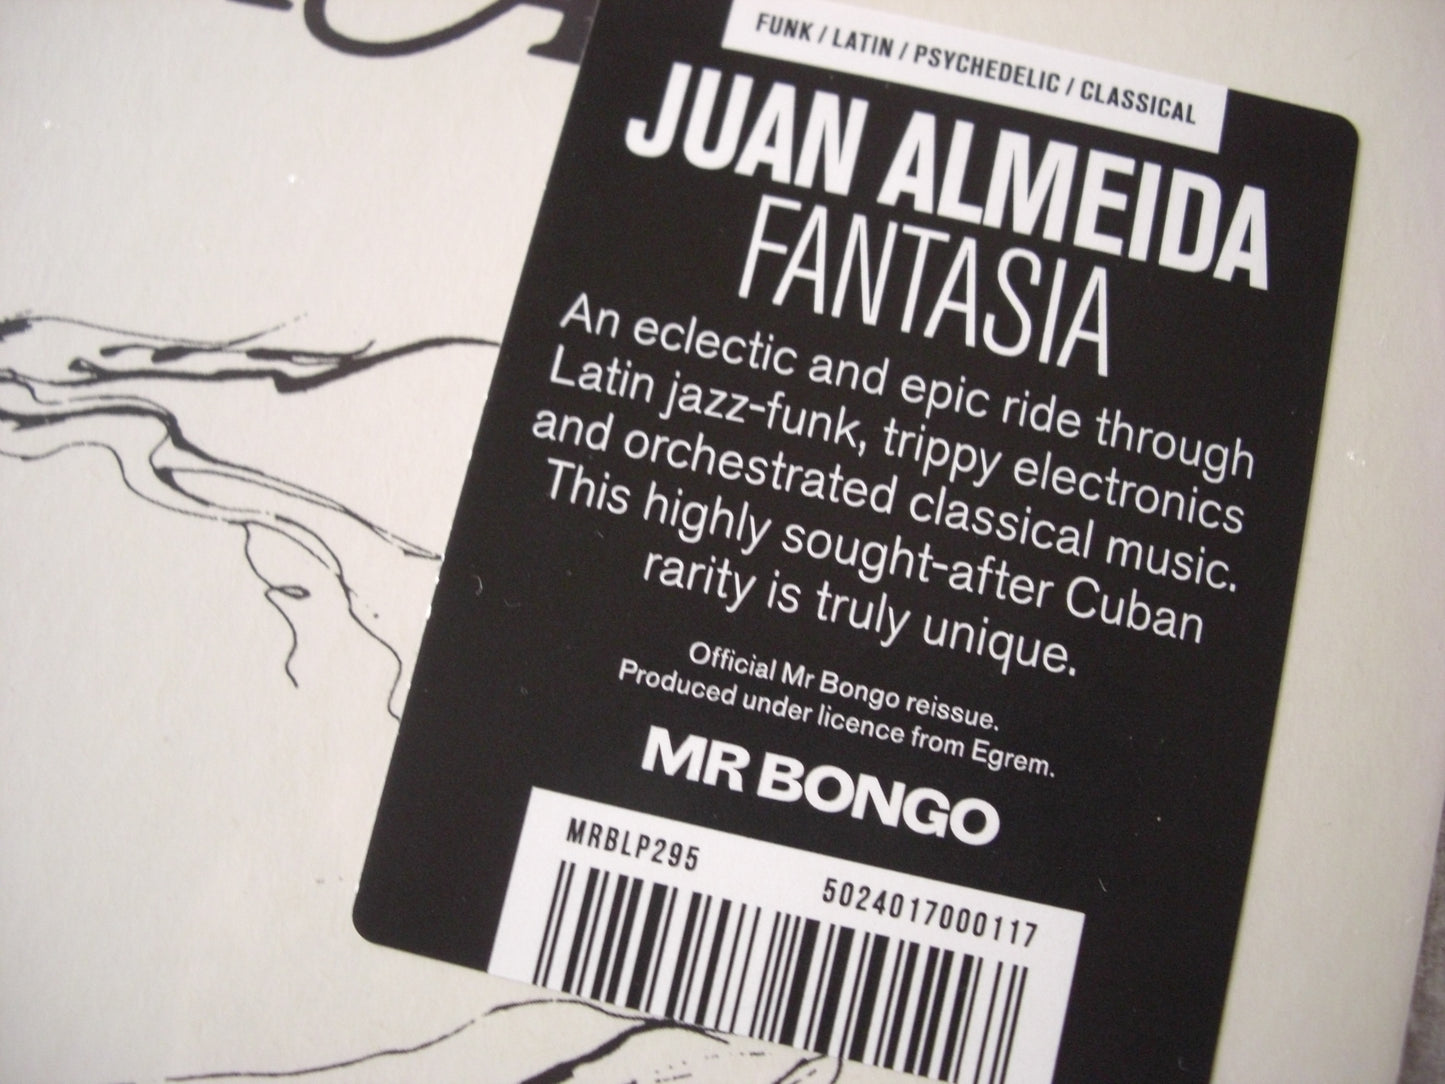 FUNK / LATIN / PSYCHEDELIC / CLASSICAL
JUAN ALMEIDA
FANTASIA
An eclectic and epic ride through
Latin jazz-funk, trippy electronics
and orchestrated classical music.
This highly sought-after Cuban
rarity is truly unique.
Official Mr Bongo reissue.
Produced under licence from Egrem.
MR BONGO
MRBLP295
5024017000117